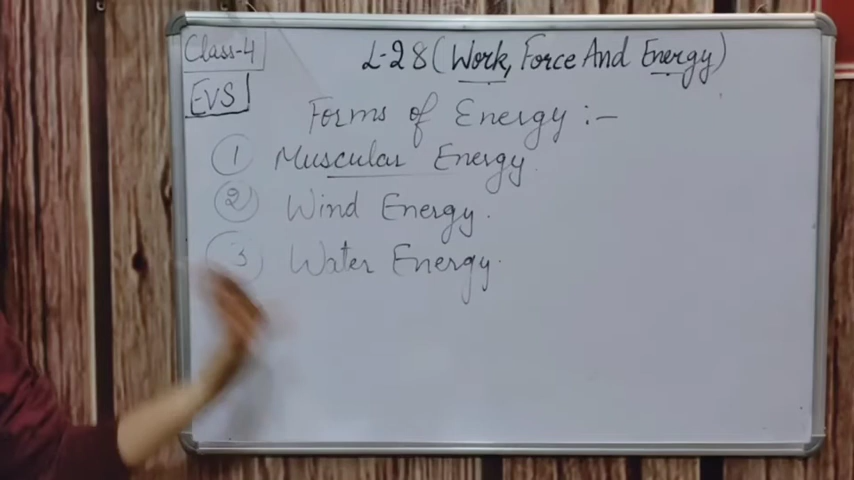 Class-4
L-28 (Work, Force And Energy)
EVS
Forms of Energy :-
1 Muscular Energy.
2 Wind Energy.
3 Water Energy.